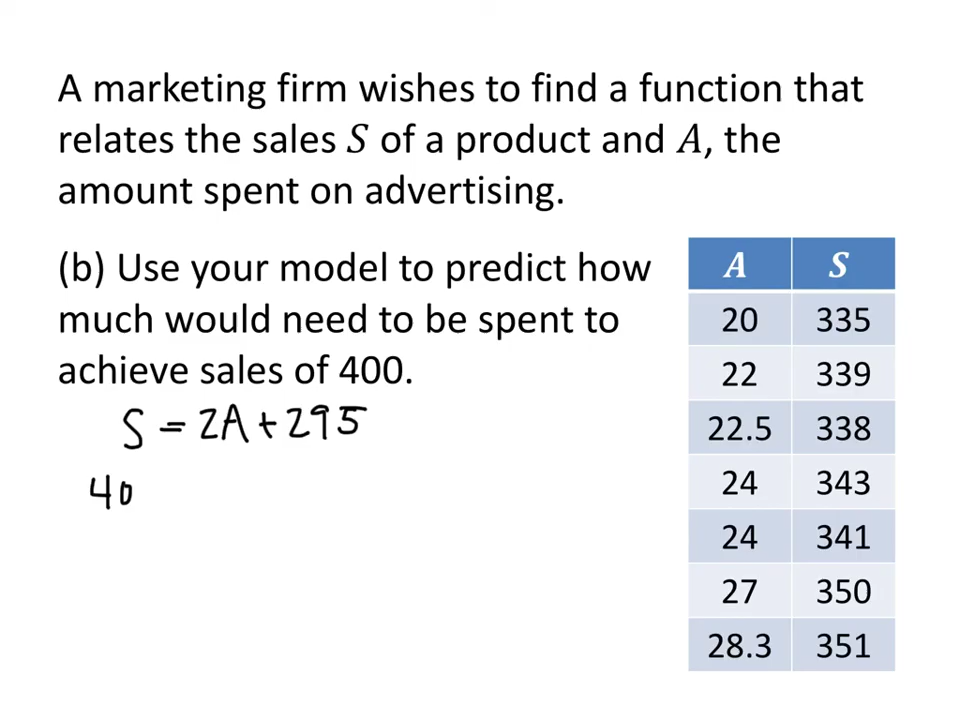 A marketing firm wishes to find a function that
relates the sales S of a product and A, the
amount spent on advertising.
(b) Use your model to predict how
much would need to be spent to
achieve sales of 400.
S = 2A + 295
40
A S
20 335
22 339
22.5 338
24 343
24 341
27 350
28.3 351